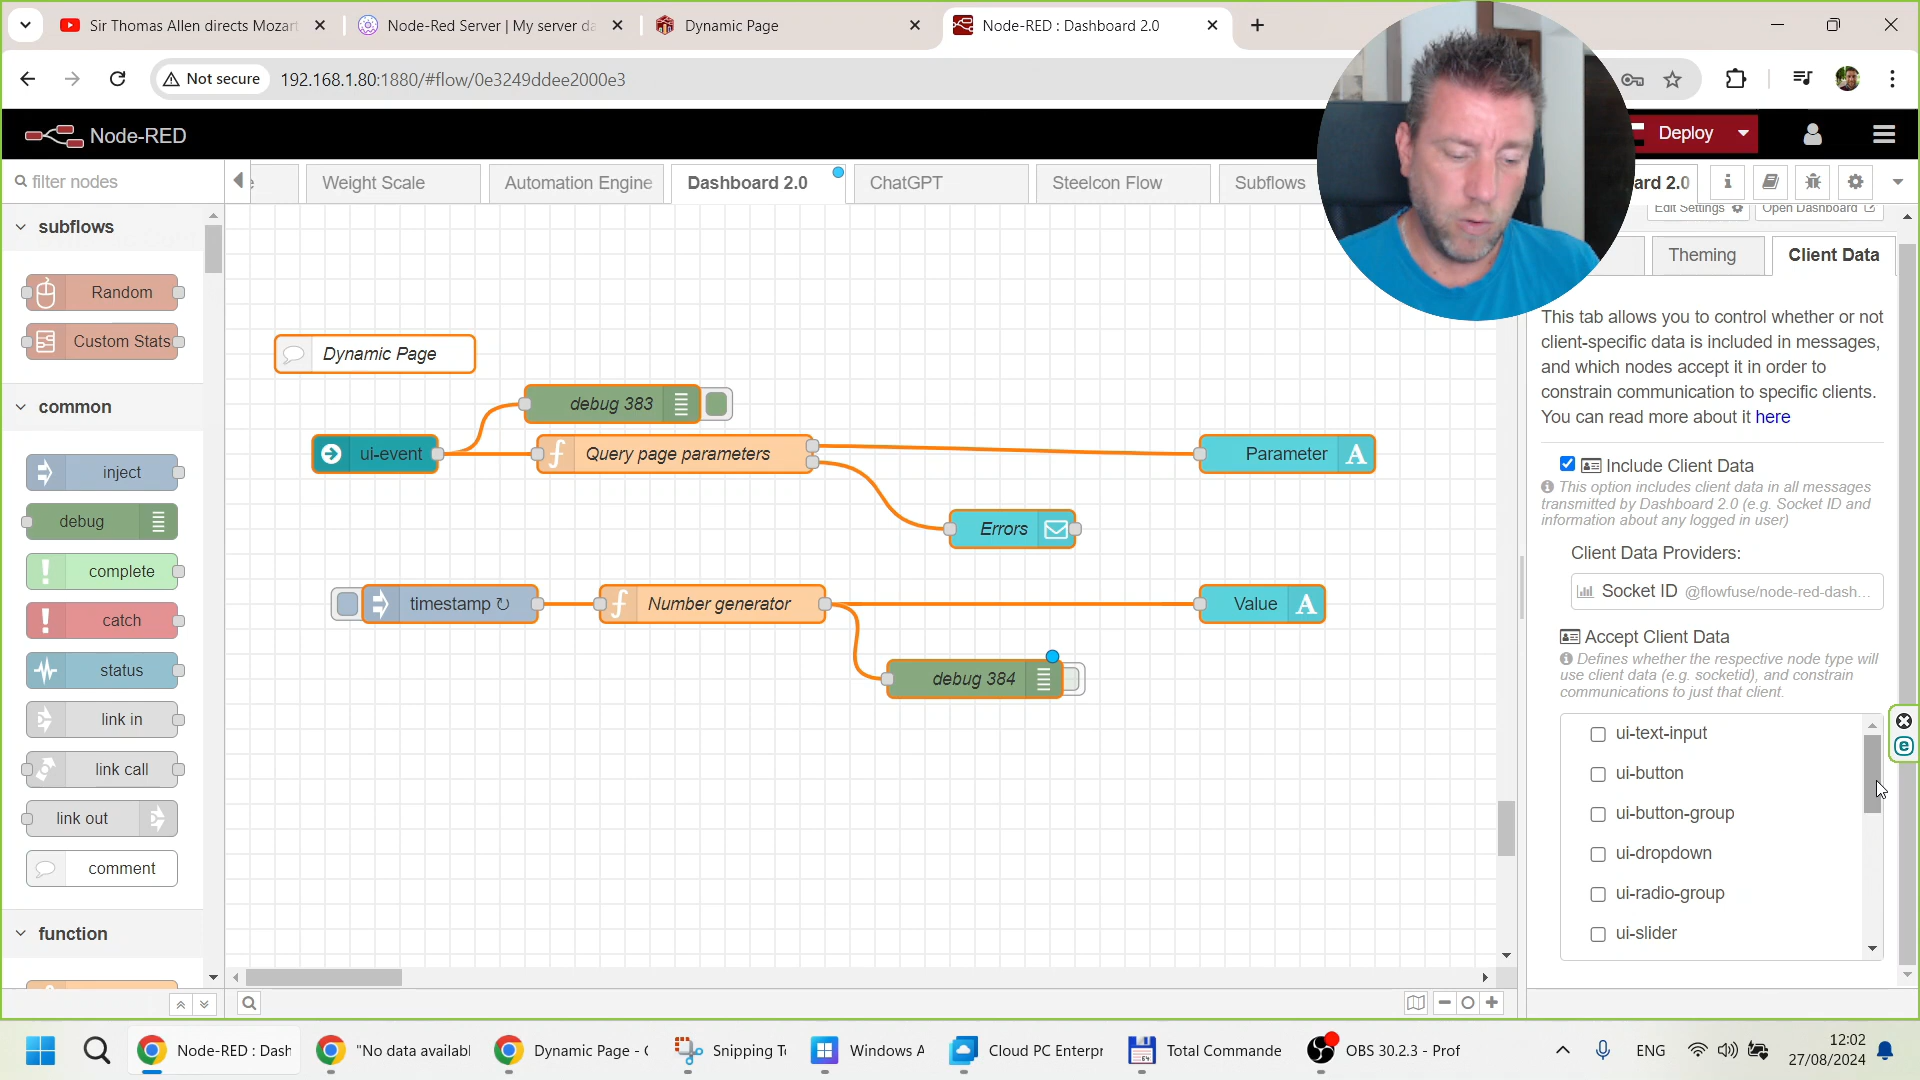 Sir Thomas Allen directs Mozar
Node-Red Server | My server da
Dynamic Page
Node-RED : Dashboard 2.0
Not secure
192.168.1.80:1880/#flow/0e3249ddee2000e3
Node-RED
Deploy
filter nodes
e
Weight Scale
Automation Engine
Dashboard 2.0
ChatGPT
Steelcon Flow
Subflows
ard 2.0
subflows
Random
Custom Stats
common
inject
debug
complete
catch
status
link in
link call
link out
comment
function
Dynamic Page
debug 383
ui-event
Query page parameters
Parameter
Errors
timestamp ↻
Number generator
Value
debug 384
Edit Settings
Open Dashboard
Theming
Client Data
This tab allows you to control whether or not
client-specific data is included in messages,
and which nodes accept it in order to
constrain communication to specific clients.
You can read more about it here
Include Client Data
This option includes client data in all messages
transmitted by Dashboard 2.0 (e.g. Socket ID and
information about any logged in user)
Client Data Providers:
Socket ID @flowfuse/node-red-dash...
Accept Client Data
Defines whether the respective node type will
use client data (e.g. socketid), and constrain
communications to just that client.
ui-text-input
ui-button
ui-button-group
ui-dropdown
ui-radio-group
ui-slider
Node-RED : Dash
"No data availabl
Dynamic Page - G
Snipping To
Windows A
Cloud PC Enterpr
Total Commande
OBS 30.2.3 - Prof
ENG
12:02
27/08/2024